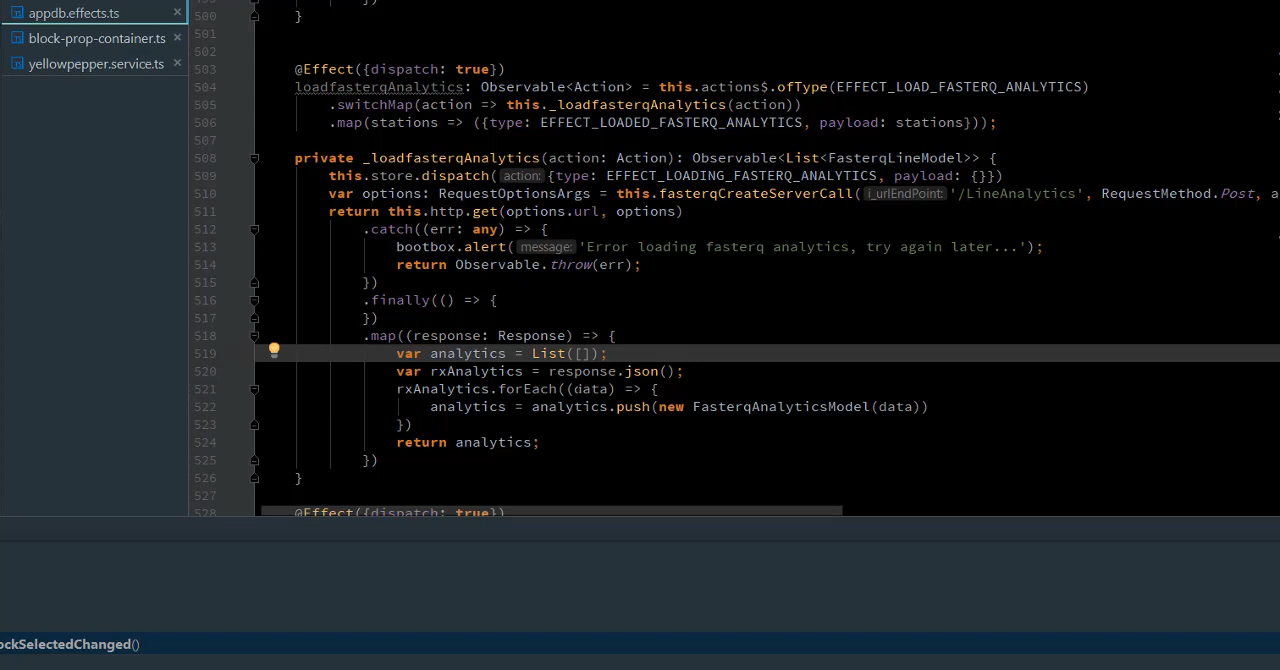 appdb.effects.ts
block-prop-container.ts
yellowpepper.service.ts
500 }
501
502
503 @Effect({dispatch: true})
504 loadfasterqAnalytics: Observable<Action> = this.actions$.ofType(EFFECT_LOAD_FASTERQ_ANALYTICS)
505 .switchMap(action => this._loadfasterqAnalytics(action))
506 .map(stations => ({type: EFFECT_LOADED_FASTERQ_ANALYTICS, payload: stations}));
507
508 private _loadfasterqAnalytics(action: Action): Observable<List<FasterqLineModel>> {
509 this.store.dispatch( action: {type: EFFECT_LOADING_FASTERQ_ANALYTICS, payload: {}})
510 var options: RequestOptionsArgs = this.fasterqCreateServerCall( i_urlEndPoint: '/LineAnalytics', RequestMethod.Post, a
511 return this.http.get(options.url, options)
512 .catch((err: any) => {
513 bootbox.alert( message: 'Error loading fasterq analytics, try again later...');
514 return Observable.throw(err);
515 })
516 .finally(() => {
517 })
518 .map((response: Response) => {
519 var analytics = List([]);
520 var rxAnalytics = response.json();
521 rxAnalytics.forEach((data) => {
522 analytics = analytics.push(new FasterqAnalyticsModel(data))
523 })
524 return analytics;
525 })
526 }
527
528 @Effect({dispatch: true})
ockSelectedChanged()